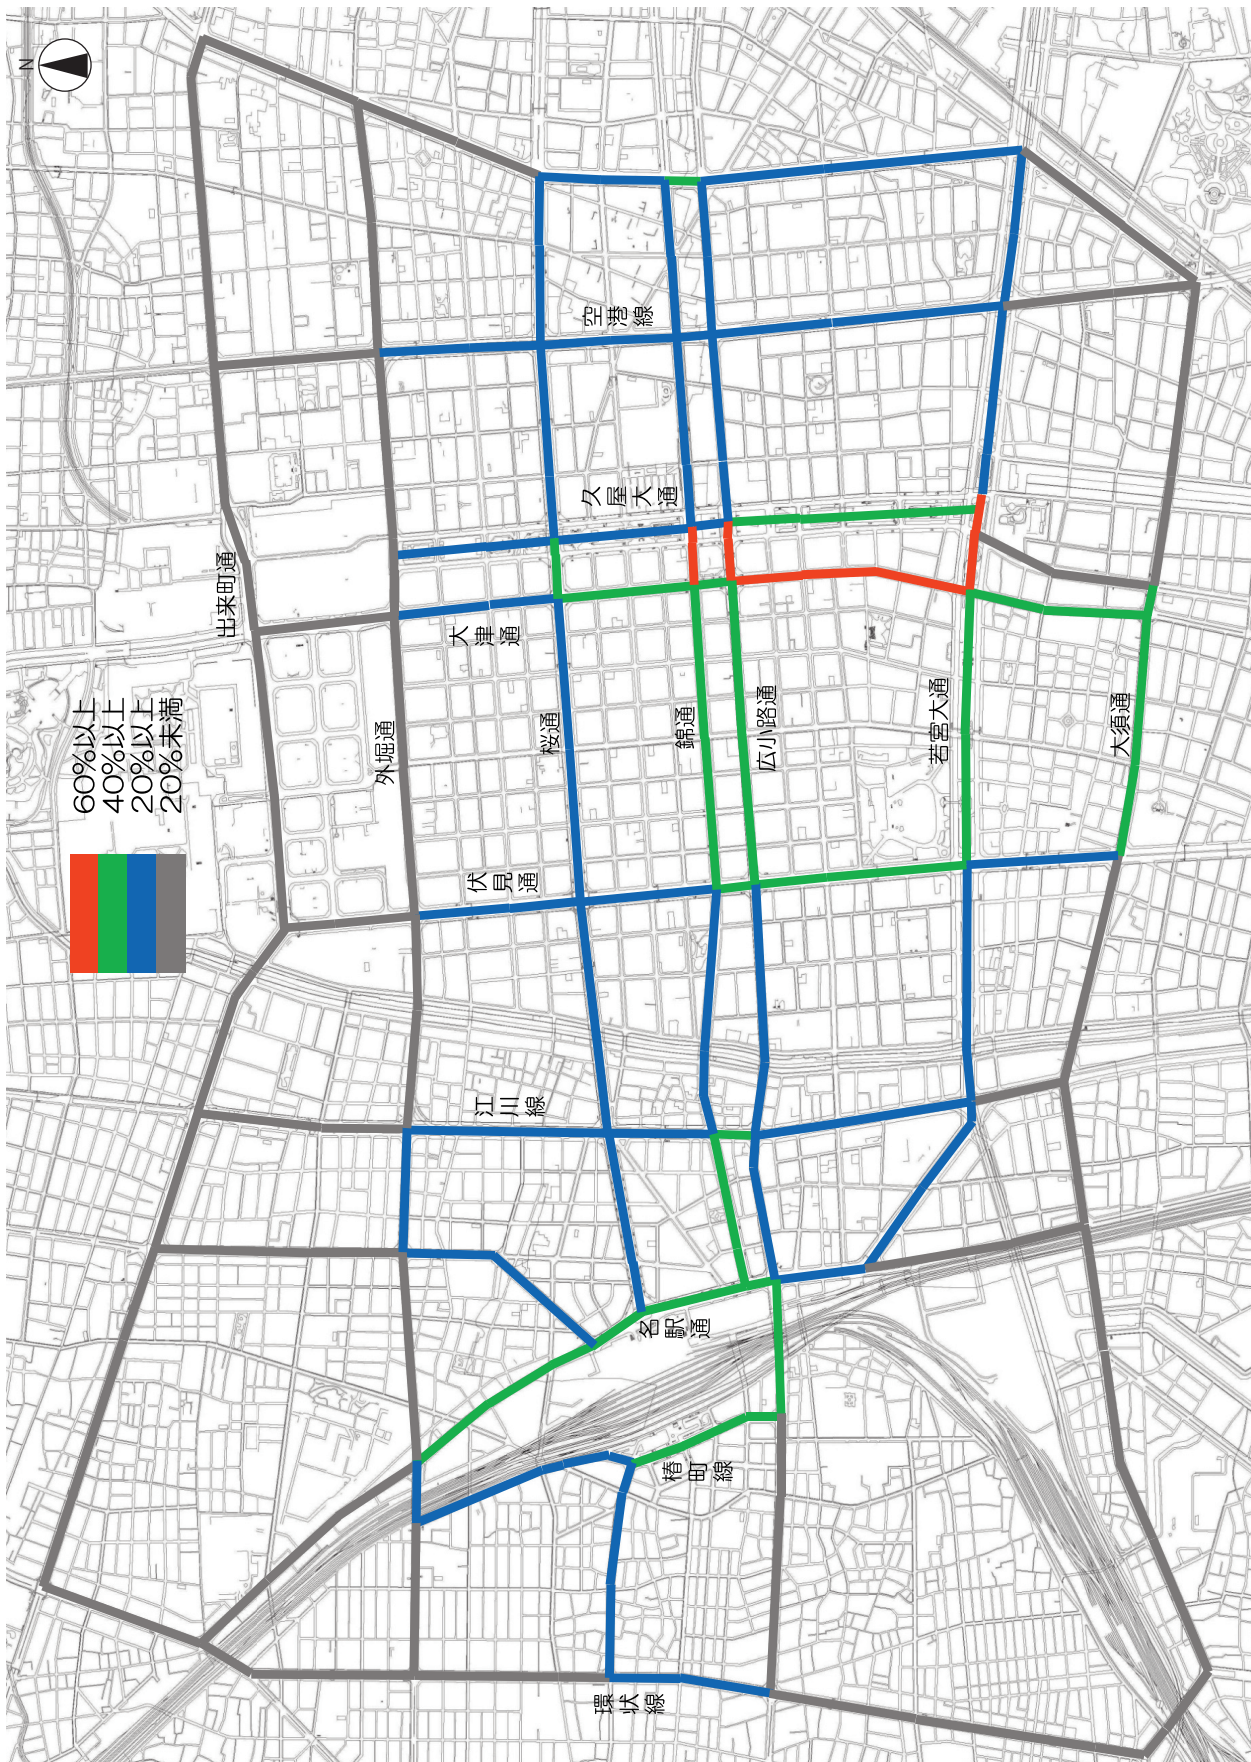 N
60%以上
40%以上
20%以上
20%未満
出来町通
外堀通
桜通
錦通
広小路通
若宮大通
大須通
空港線
久屋大通
大津通
伏見通
江川線
名駅通
椿町線
環状線